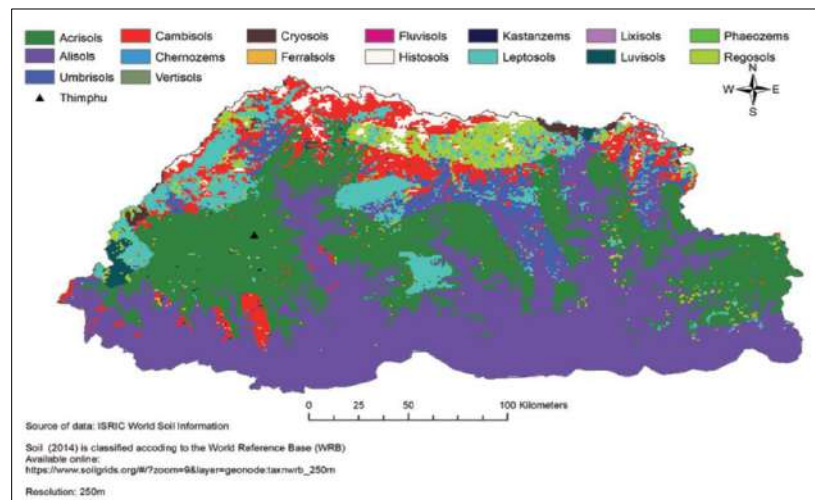 Acrisols Cambisols Cryosols Fluvisols Kastanzems Lixisols Phaeozems
Alisols Chernozems Ferralsols Histosols Leptosols Luvisols Regosols
Umbrisols Vertisols
Thimphu
N
W E
S
0 25 50 100 Kilometers
Source of data: ISRIC World Soil Information
Soil (2014) is classified accoding to the World Reference Base (WRB)
Available online:
https://www.soilgrids.org/#/?zoom=9&layer=geonode:taxnwrb_250m
Resolution: 250m